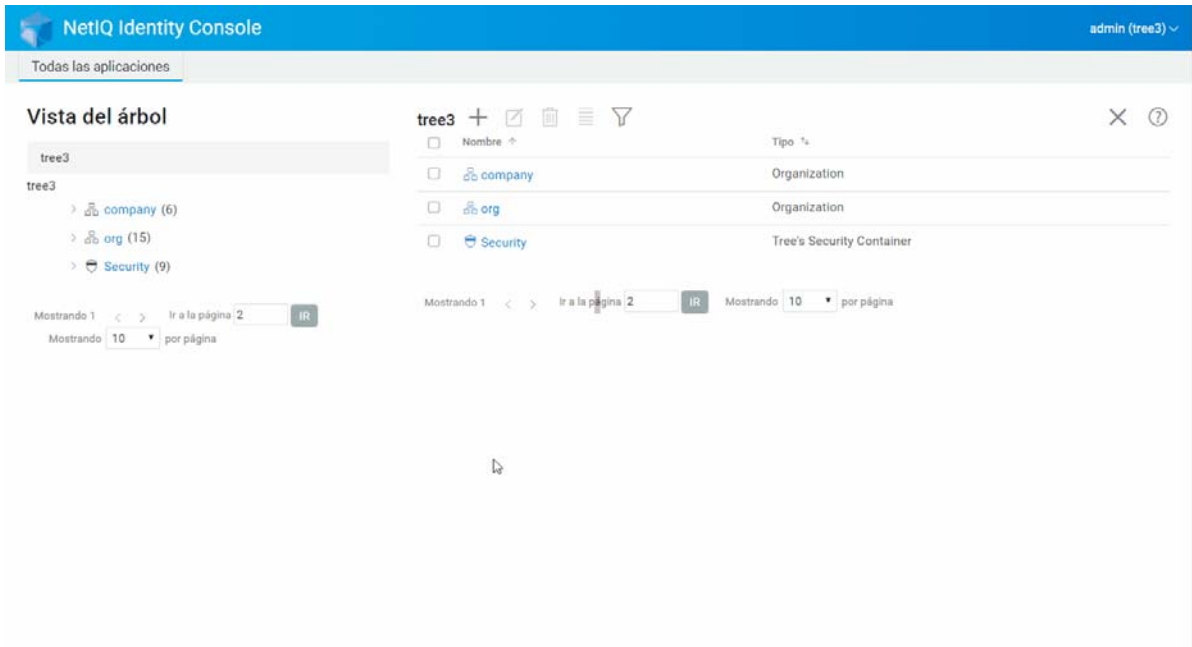 NetIQ Identity Console
admin (tree3)
Todas las aplicaciones
Vista del árbol
tree3
tree3
company (6)
org (15)
Security (9)
Mostrando 1 Ir a la página 2 IR
Mostrando 10 por página
tree3
Nombre Tipo
company Organization
org Organization
Security Tree's Security Container
Mostrando 1 Ir a la página 2 IR Mostrando 10 por página